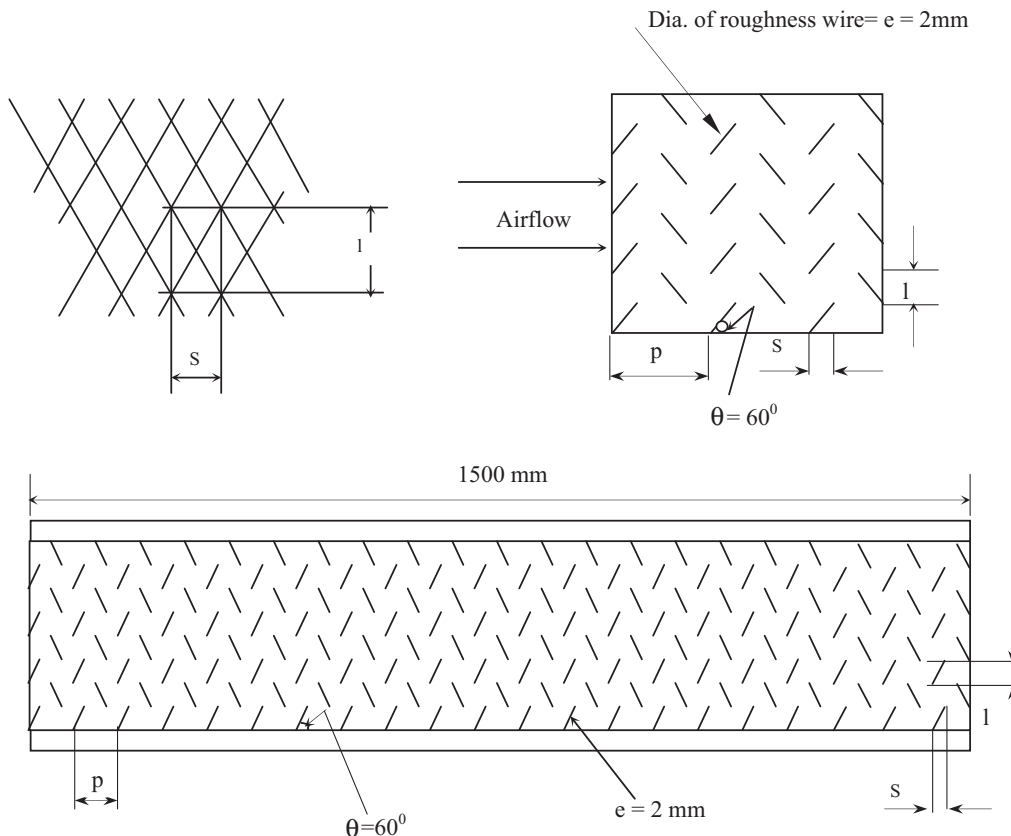 Dia. of roughness wire= e = 2mm
Airflow
l
S
l
p
S
θ = 60⁰
1500 mm
l
p
S
e = 2 mm
θ=60⁰